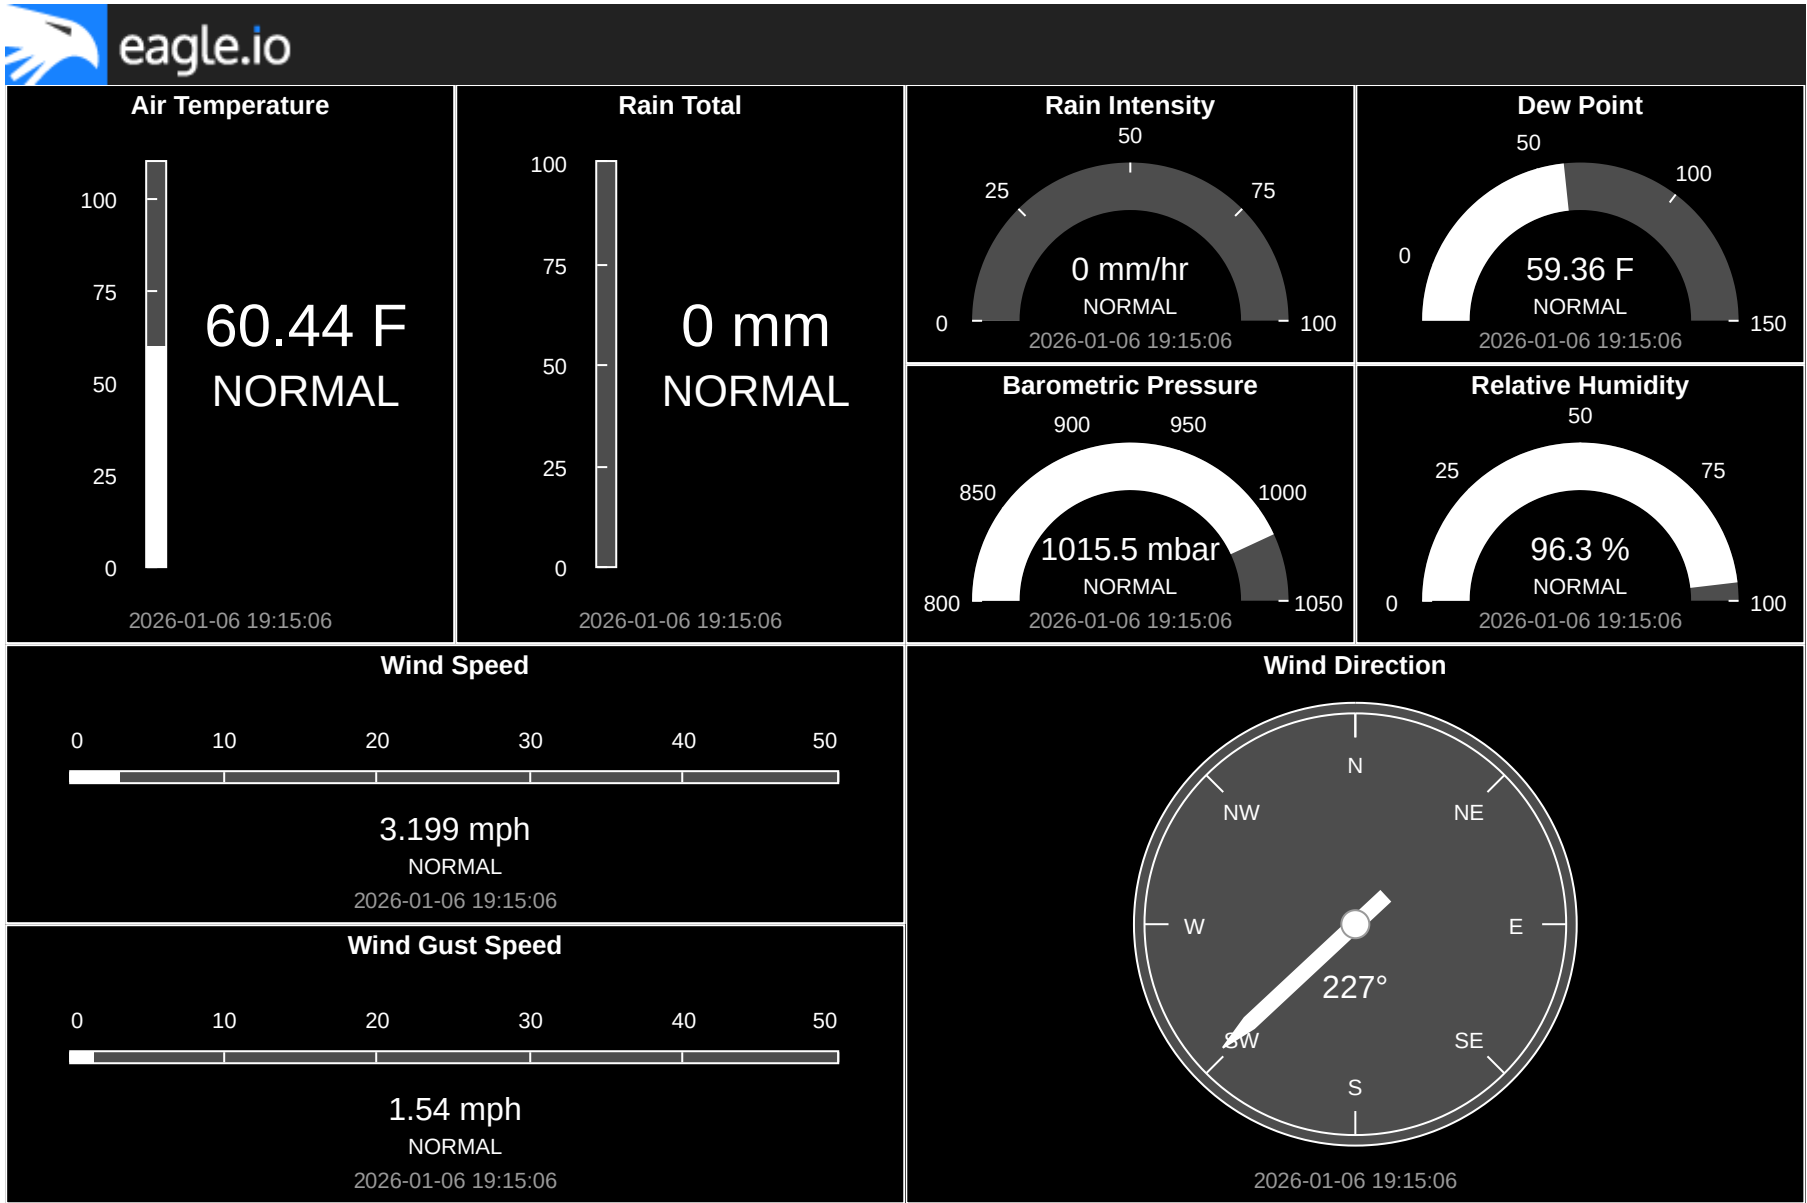 eagle.io
Air Temperature
100
75
50
25
0
60.44 F
NORMAL
2026-01-06 19:15:06
Rain Total
100
75
50
25
0
0 mm
NORMAL
2026-01-06 19:15:06
Rain Intensity
50
25
75
0
100
0 mm/hr
NORMAL
2026-01-06 19:15:06
Dew Point
50
100
0
150
59.36 F
NORMAL
2026-01-06 19:15:06
Barometric Pressure
900
950
850
1000
800
1050
1015.5 mbar
NORMAL
2026-01-06 19:15:06
Relative Humidity
50
25
75
0
100
96.3 %
NORMAL
2026-01-06 19:15:06
Wind Speed
0 10 20 30 40 50
3.199 mph
NORMAL
2026-01-06 19:15:06
Wind Gust Speed
0 10 20 30 40 50
1.54 mph
NORMAL
2026-01-06 19:15:06
Wind Direction
N
NW
NE
W
E
227°
SW
SE
S
2026-01-06 19:15:06